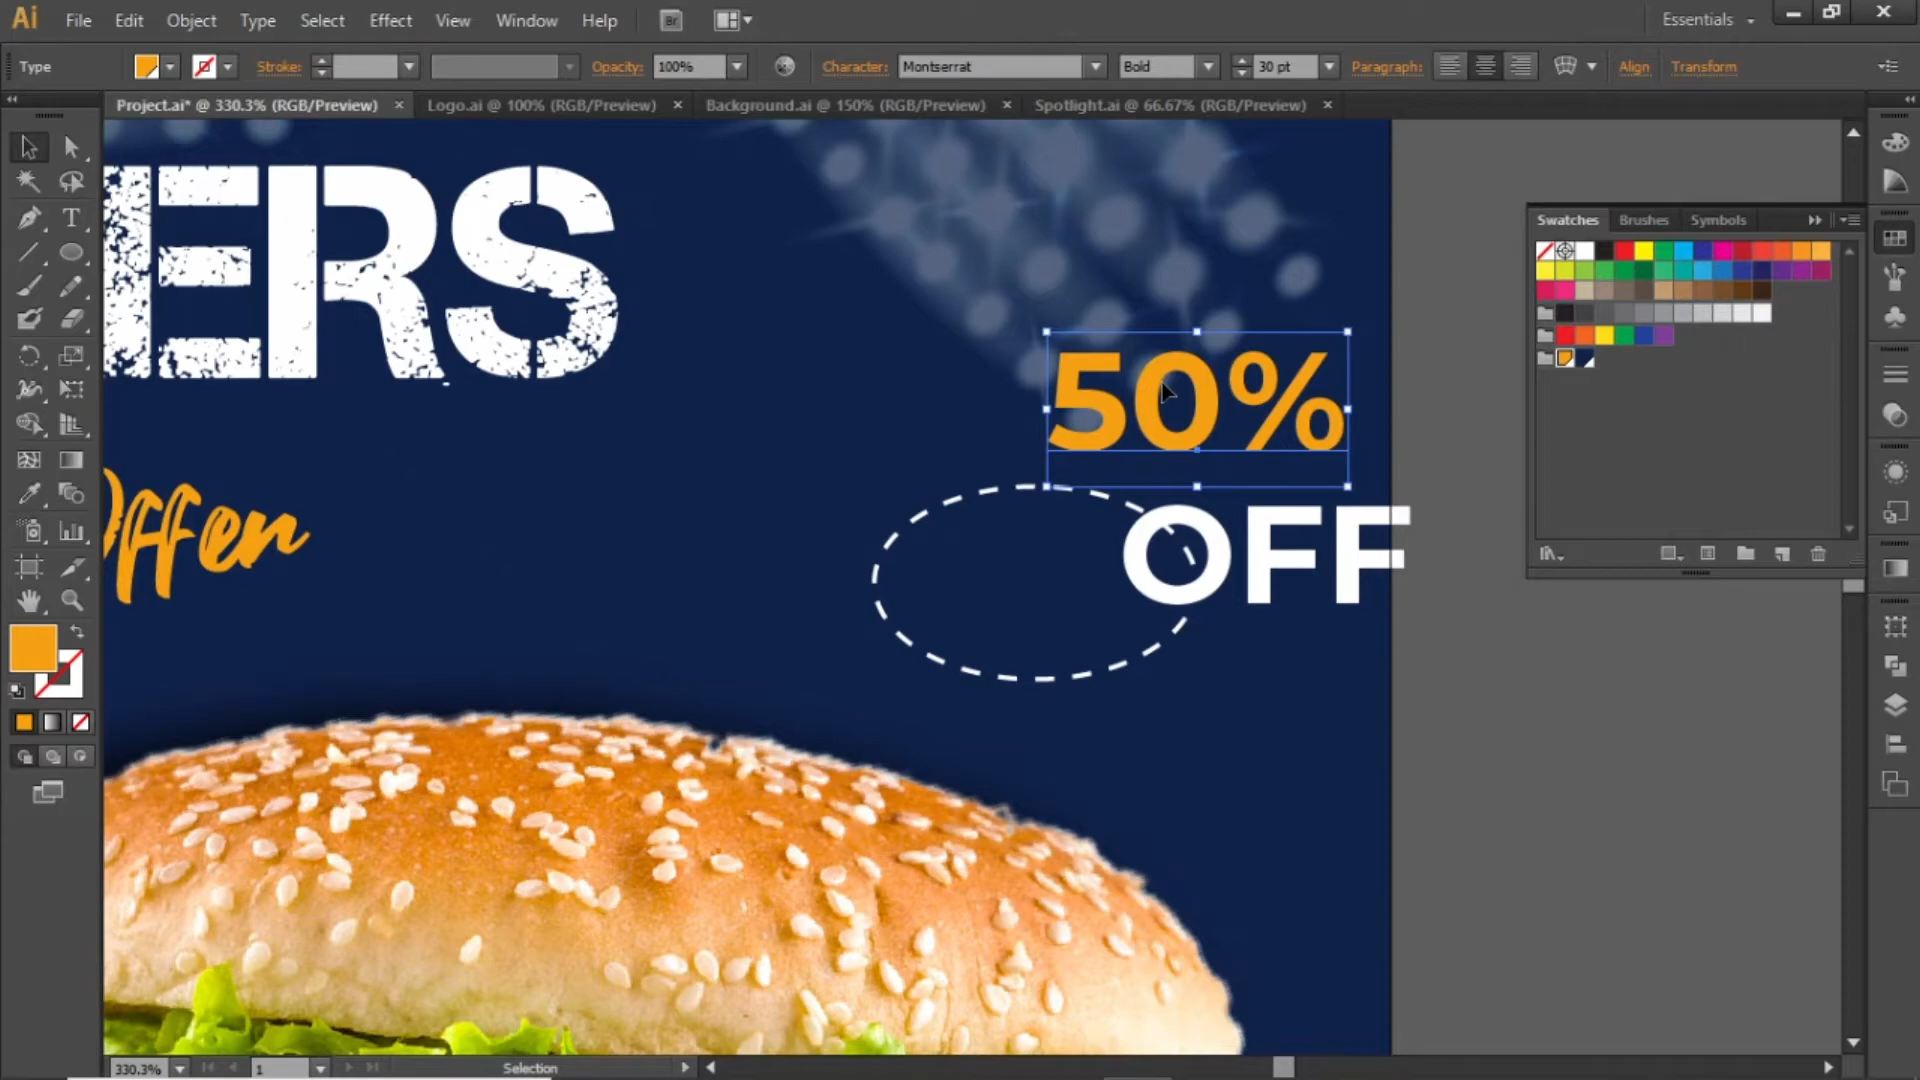 Ai File Edit Object Type Select Effect View Window Help Br Essentials
Type Stroke: Opacity: 100% Character: Montserrat Bold 30 pt Paragraph: Align Transform
Project.ai* @ 330.3% (RGB/Preview) × Logo.ai @ 100% (RGB/Preview) × Background.ai @ 150% (RGB/Preview) × Spotlight.ai @ 66.67% (RGB/Preview) ×
Swatches Brushes Symbols
ERS
50%
Offer
OFF
330.3% 1 Selection